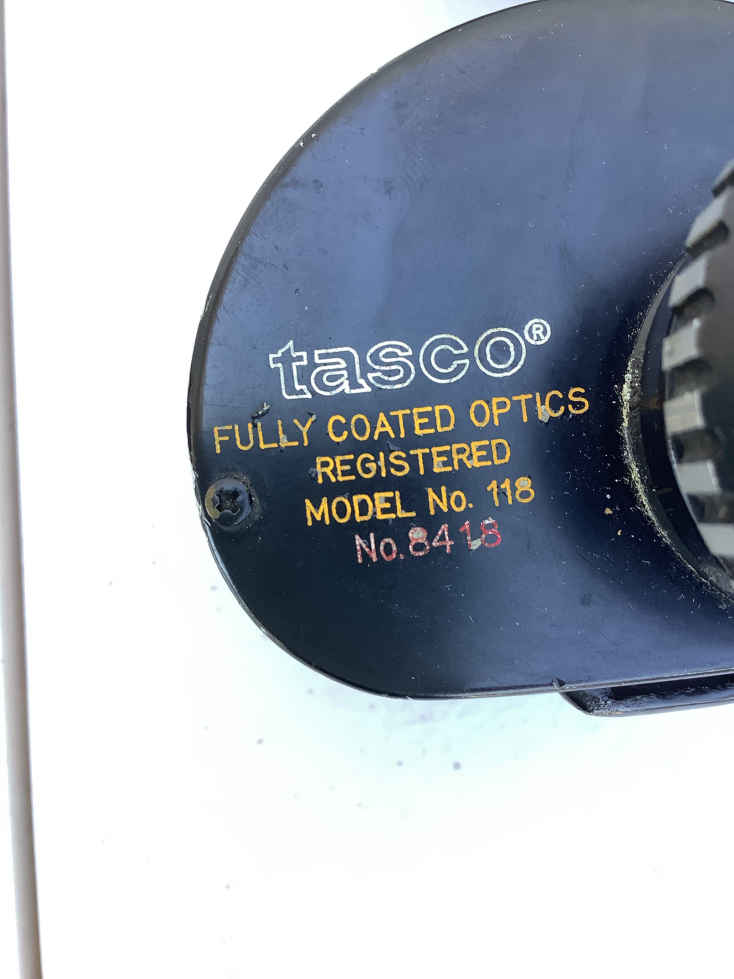 tasco®
FULLY COATED OPTICS
REGISTERED
MODEL No. 118
No. 8418